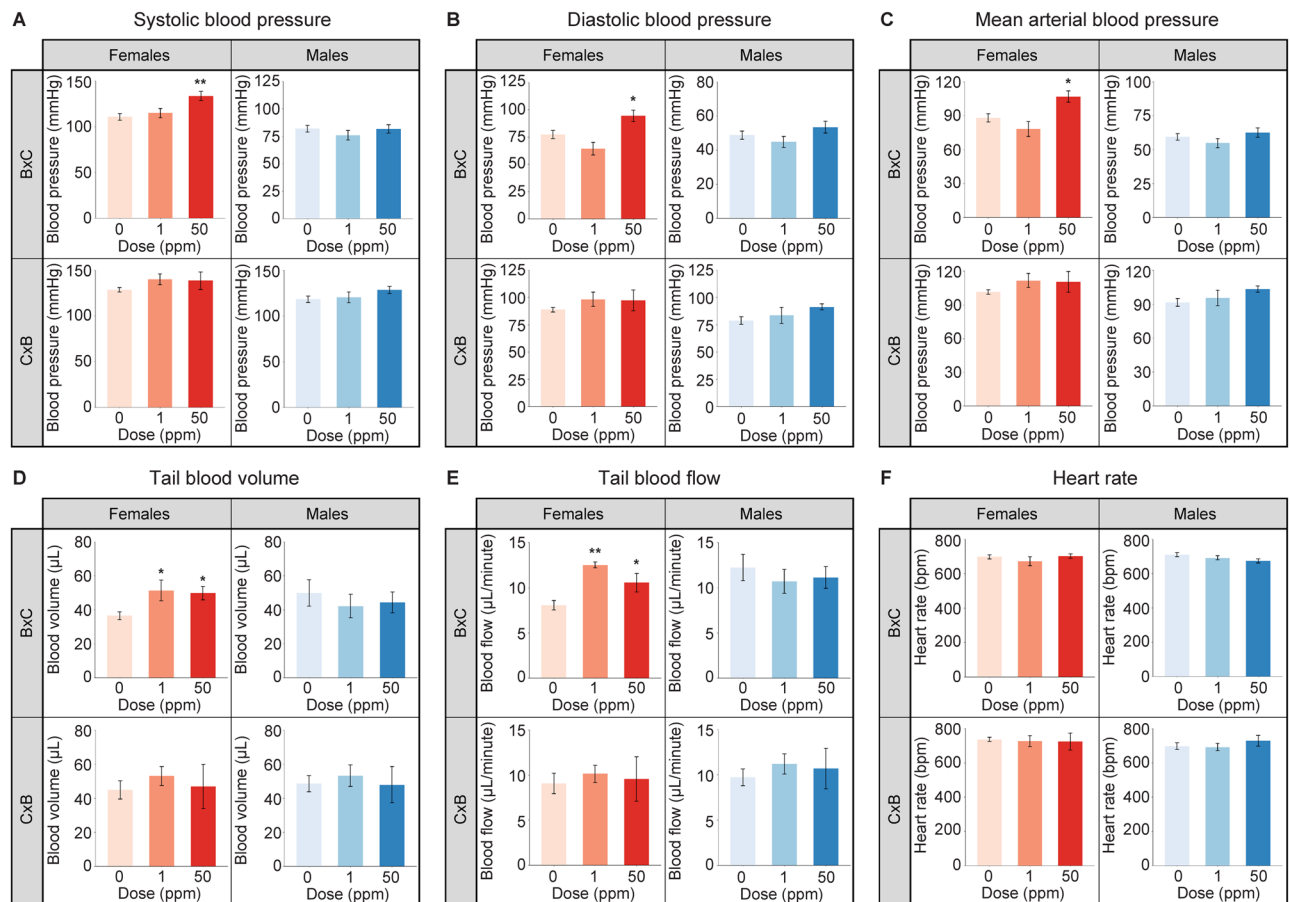 A Systolic blood pressure
Females Males
BxC
Blood pressure (mmHg)
150
100
50
0
**
0 1 50
Dose (ppm)
Blood pressure (mmHg)
125
100
75
50
25
0
0 1 50
Dose (ppm)
CxB
Blood pressure (mmHg)
150
100
50
0
0 1 50
Dose (ppm)
Blood pressure (mmHg)
150
100
50
0
0 1 50
Dose (ppm)
B Diastolic blood pressure
Females Males
BxC
Blood pressure (mmHg)
125
100
75
50
25
0
*
0 1 50
Dose (ppm)
Blood pressure (mmHg)
80
60
40
20
0
0 1 50
Dose (ppm)
CxB
Blood pressure (mmHg)
125
100
75
50
25
0
0 1 50
Dose (ppm)
Blood pressure (mmHg)
125
100
75
50
25
0
0 1 50
Dose (ppm)
C Mean arterial blood pressure
Females Males
BxC
Blood pressure (mmHg)
120
90
60
30
0
*
0 1 50
Dose (ppm)
Blood pressure (mmHg)
100
75
50
25
0
0 1 50
Dose (ppm)
CxB
Blood pressure (mmHg)
120
90
60
30
0
0 1 50
Dose (ppm)
Blood pressure (mmHg)
120
90
60
30
0
0 1 50
Dose (ppm)
D Tail blood volume
Females Males
BxC
Blood volume (µL)
80
60
40
20
0
* *
0 1 50
Dose (ppm)
Blood volume (µL)
80
60
40
20
0
0 1 50
Dose (ppm)
CxB
Blood volume (µL)
80
60
40
20
0
0 1 50
Dose (ppm)
Blood volume (µL)
80
60
40
20
0
0 1 50
Dose (ppm)
E Tail blood flow
Females Males
BxC
Blood flow (µL/minute)
15
10
5
0
** *
0 1 50
Dose (ppm)
Blood flow (µL/minute)
15
10
5
0
0 1 50
Dose (ppm)
CxB
Blood flow (µL/minute)
15
10
5
0
0 1 50
Dose (ppm)
Blood flow (µL/minute)
15
10
5
0
0 1 50
Dose (ppm)
F Heart rate
Females Males
BxC
Heart rate (bpm)
800
600
400
200
0
0 1 50
Dose (ppm)
Heart rate (bpm)
800
600
400
200
0
0 1 50
Dose (ppm)
CxB
Heart rate (bpm)
800
600
400
200
0
0 1 50
Dose (ppm)
Heart rate (bpm)
800
600
400
200
0
0 1 50
Dose (ppm)